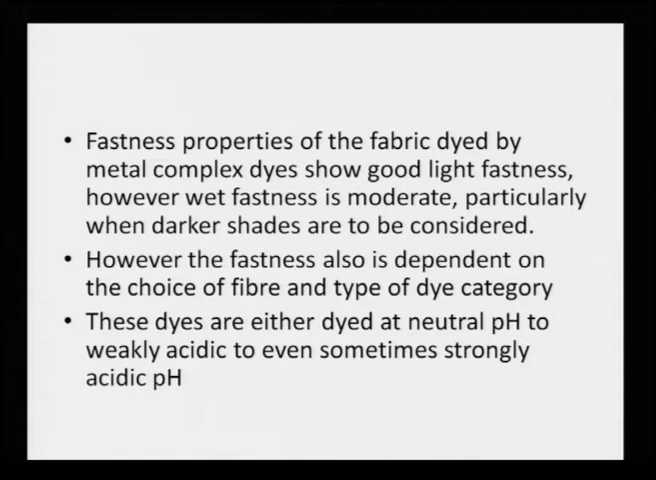 • Fastness properties of the fabric dyed by
metal complex dyes show good light fastness,
however wet fastness is moderate, particularly
when darker shades are to be considered.
• However the fastness also is dependent on
the choice of fibre and type of dye category
• These dyes are either dyed at neutral pH to
weakly acidic to even sometimes strongly
acidic pH